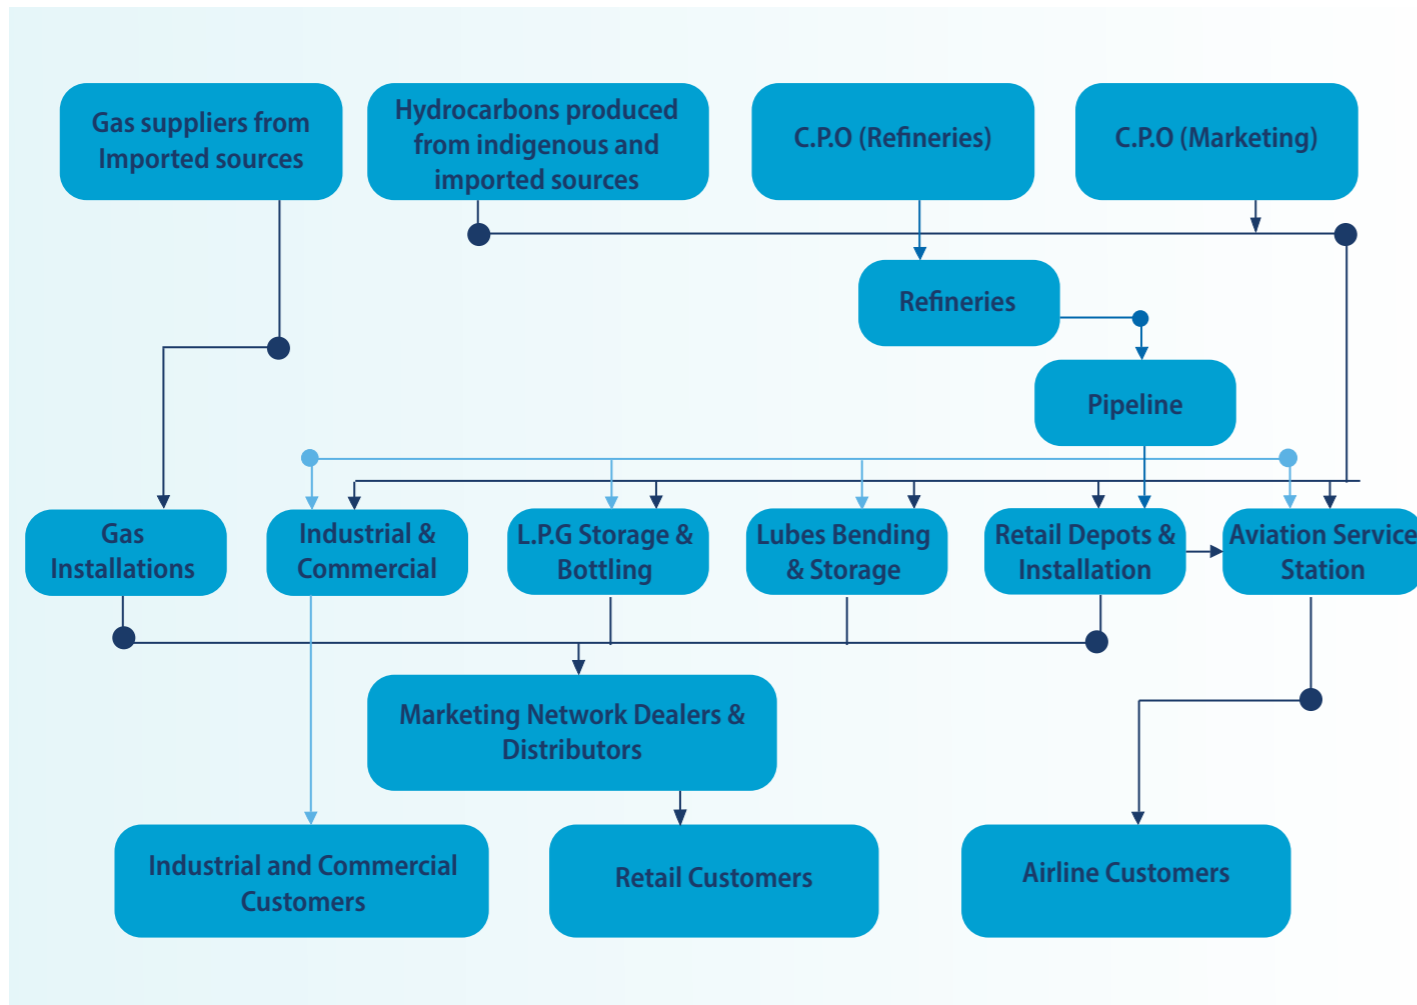 Gas suppliers from
Imported sources
Hydrocarbons produced
from indigenous and
imported sources
C.P.O (Refineries)
C.P.O (Marketing)
Refineries
Pipeline
Gas
Installations
Industrial &
Commercial
L.P.G Storage &
Bottling
Lubes Bending
& Storage
Retail Depots &
Installation
Aviation Service
Station
Marketing Network Dealers &
Distributors
Industrial and Commercial
Customers
Retail Customers
Airline Customers